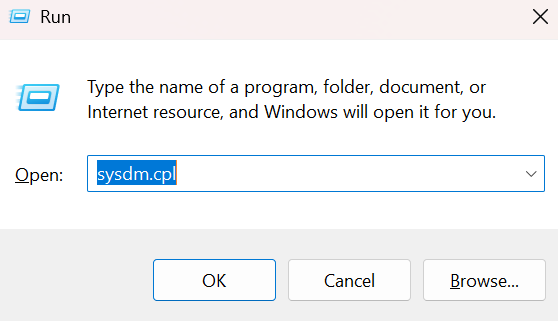 Run
Type the name of a program, folder, document, or
Internet resource, and Windows will open it for you.
Open: sysdm.cpl
OK Cancel Browse...